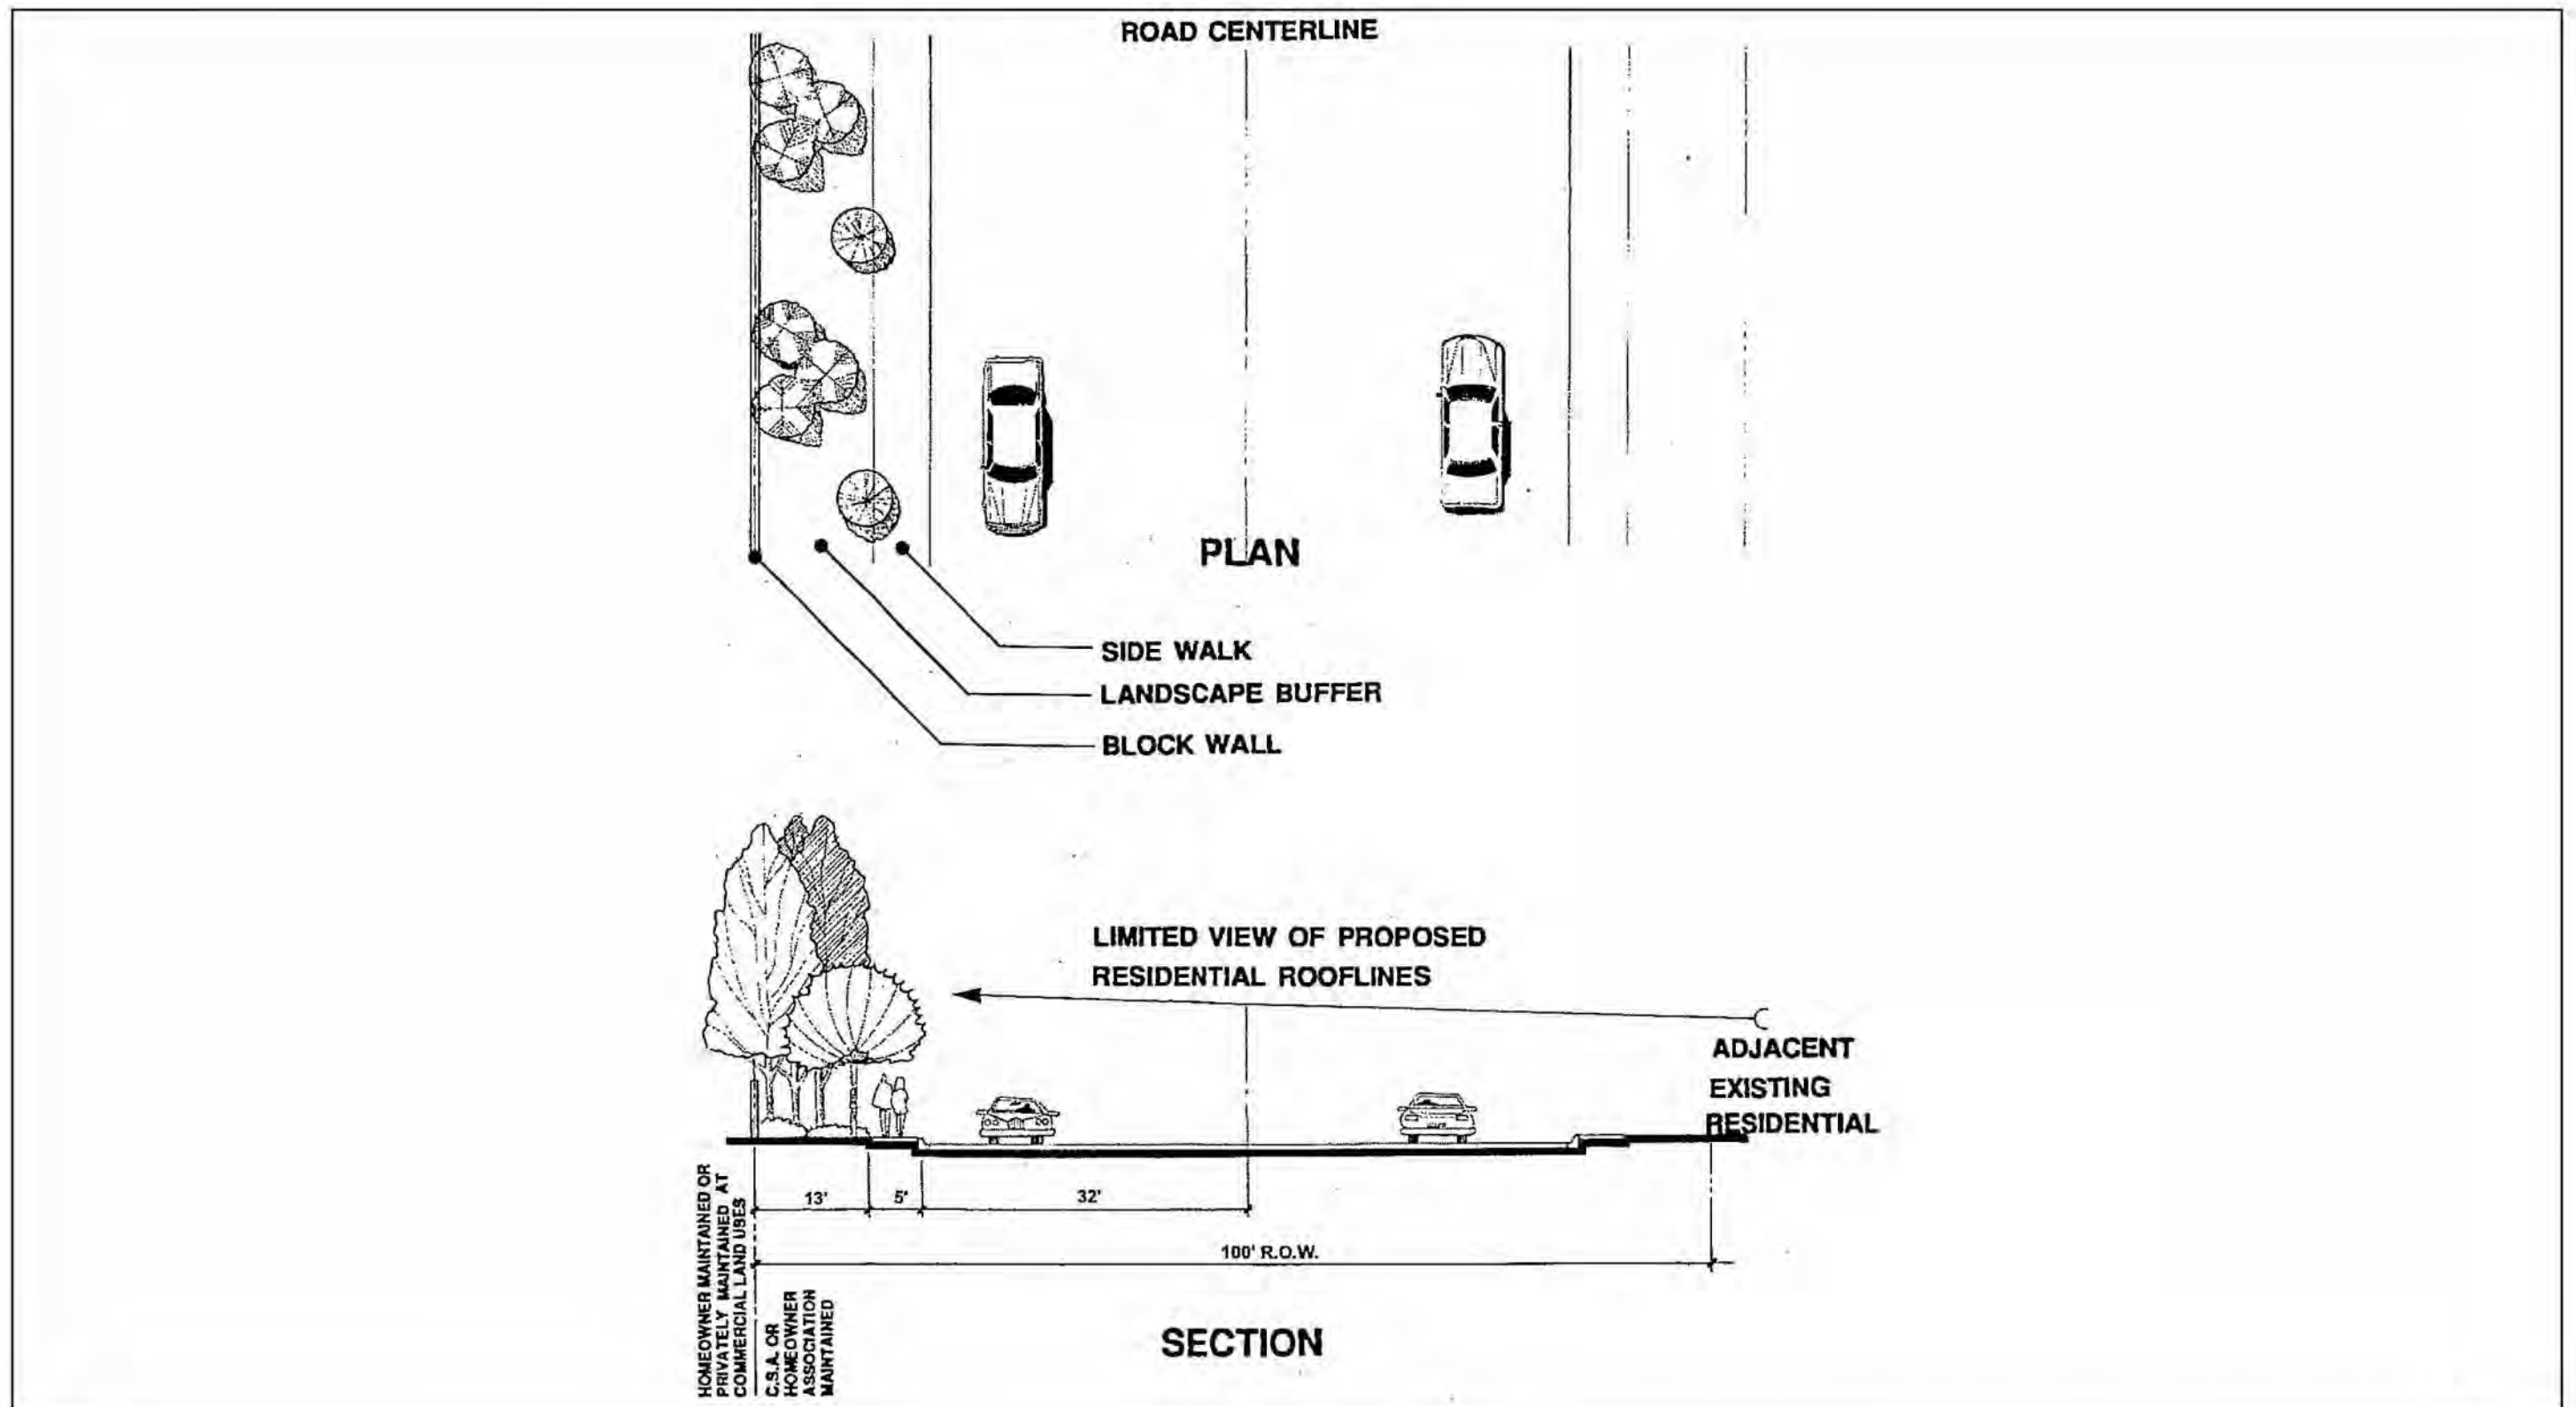 ROAD CENTERLINE
PLAN
SIDE WALK
LANDSCAPE BUFFER
BLOCK WALL
LIMITED VIEW OF PROPOSED
RESIDENTIAL ROOFLINES
ADJACENT
EXISTING
RESIDENTIAL
13'
5'
32'
100' R.O.W.
HOMEOWNER MAINTAINED OR
PRIVATELY MAINTAINED AT
COMMERCIAL LAND USES
C.S.A. OR
HOMEOWNER
ASSOCIATION
MAINTAINED
SECTION